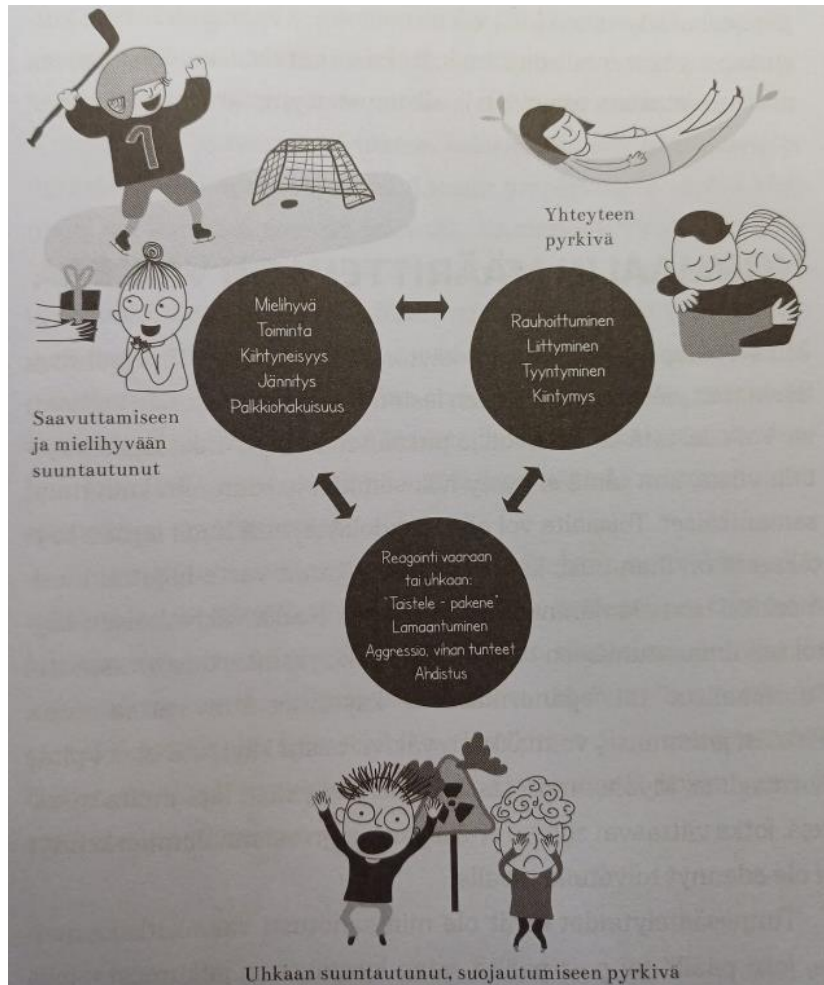 1
Yhteyteen
pyrkivä
Mielihyvä
Toiminta
Kiihtyneisyys
Jännitys
Palkkiohakuisuus
Rauhoittuminen
Liittyminen
Tyyntyminen
Kiintymys
Saavuttamiseen
ja mielihyvään
suuntautunut
Reagointi vaaraan
tai uhkaan:
"Taistele - pakene"
Lamaantuminen
Aggressio, vihan tunteet
Ahdistus
Uhkaan suuntautunut, suojautumiseen pyrkivä